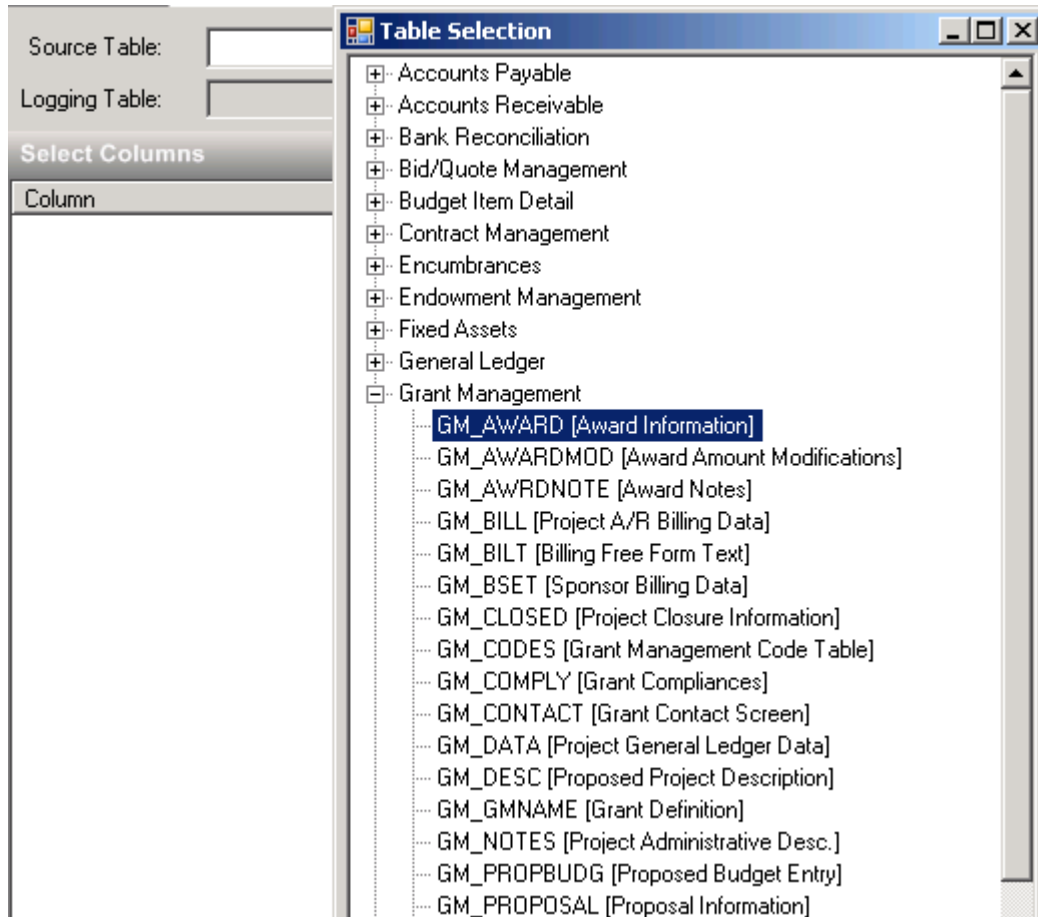 Source Table:
Logging Table:
Select Columns
Column
Table Selection
Accounts Payable
Accounts Receivable
Bank Reconciliation
Bid/Quote Management
Budget Item Detail
Contract Management
Encumbrances
Endowment Management
Fixed Assets
General Ledger
Grant Management
GM_AWARD [Award Information]
GM_AWARDMOD [Award Amount Modifications]
GM_AWRDNOTE [Award Notes]
GM_BILL [Project A/R Billing Data]
GM_BILT [Billing Free Form Text]
GM_BSET [Sponsor Billing Data]
GM_CLOSED [Project Closure Information]
GM_CODES [Grant Management Code Table]
GM_COMPLY [Grant Compliances]
GM_CONTACT [Grant Contact Screen]
GM_DATA [Project General Ledger Data]
GM_DESC [Proposed Project Description]
GM_GMNAME [Grant Definition]
GM_NOTES [Project Administrative Desc.]
GM_PROPBUDG [Proposed Budget Entry]
GM_PROPOSAL [Proposal Information]